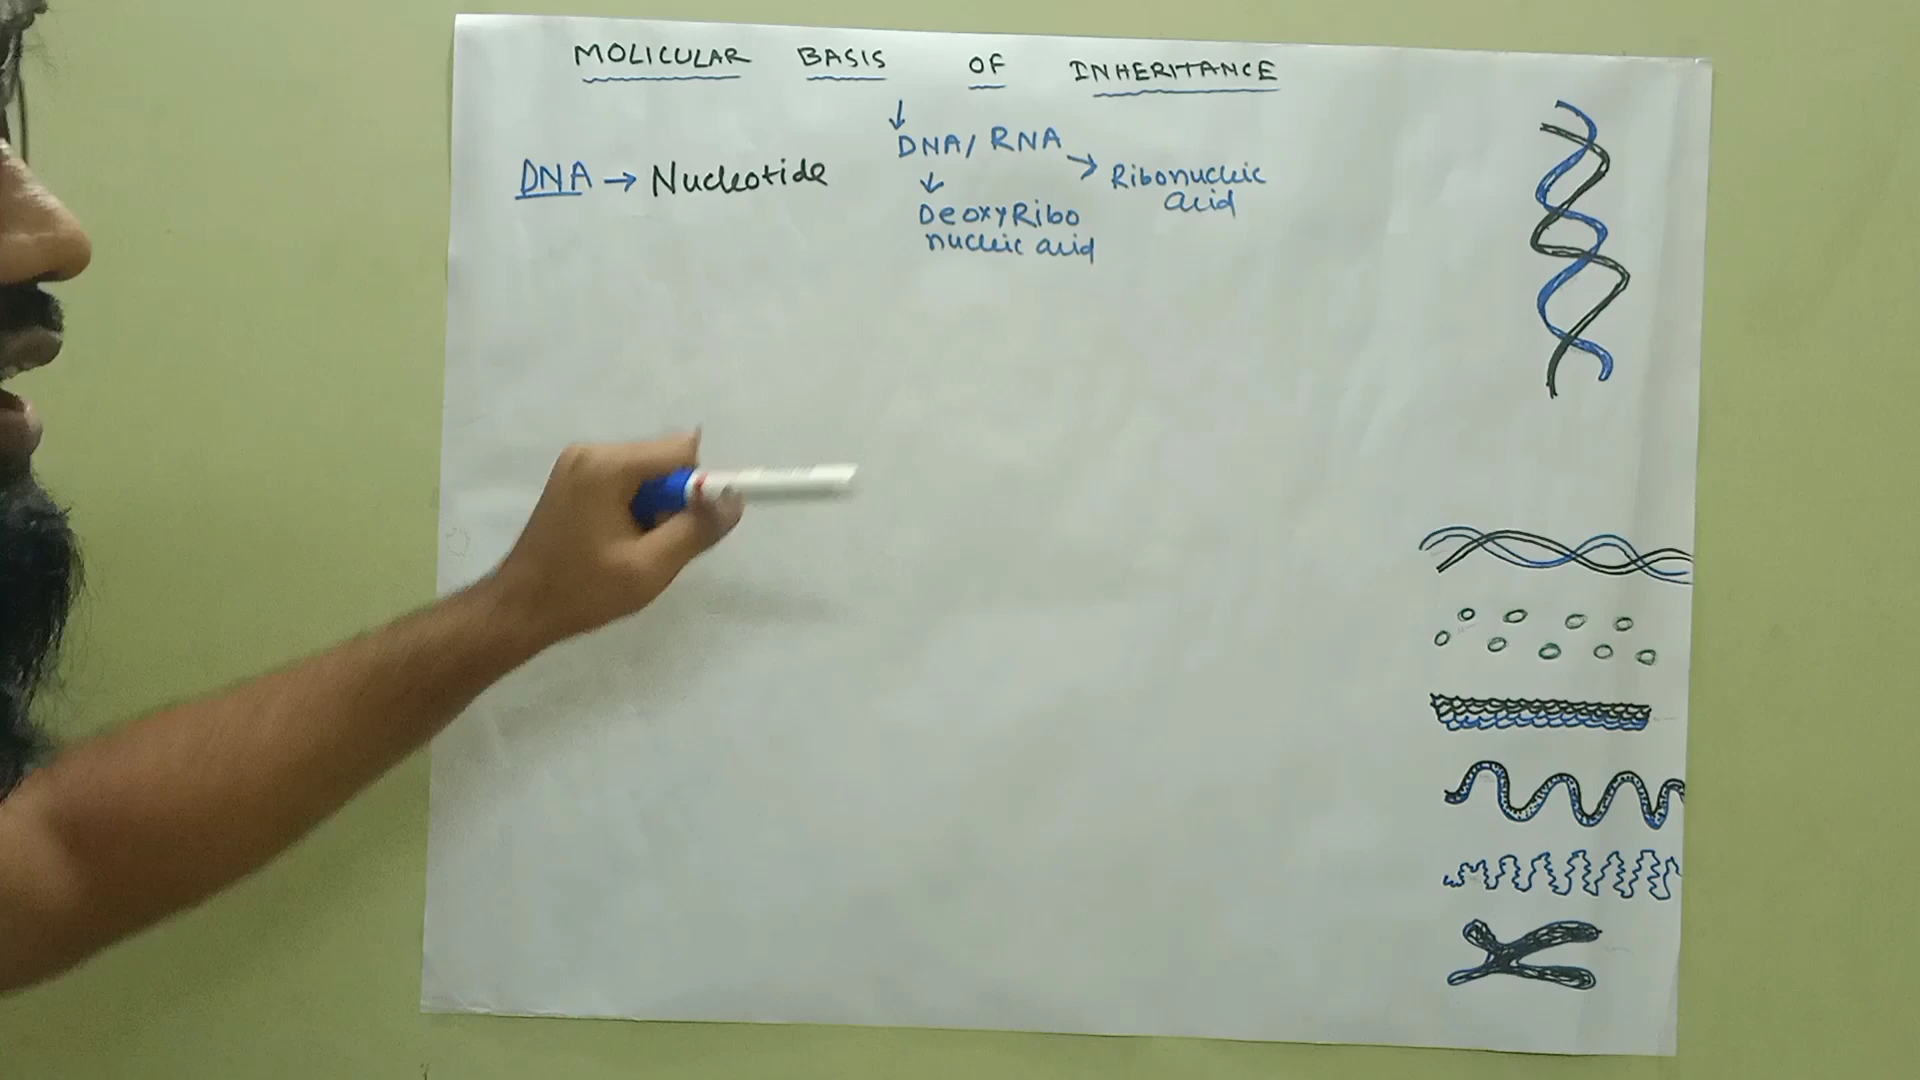 MOLICULAR BASIS OF INHERITANCE
DNA/ RNA
DNA → Nucleotide
Ribonucleic
acid
DeoxyRibo
nucleic acid